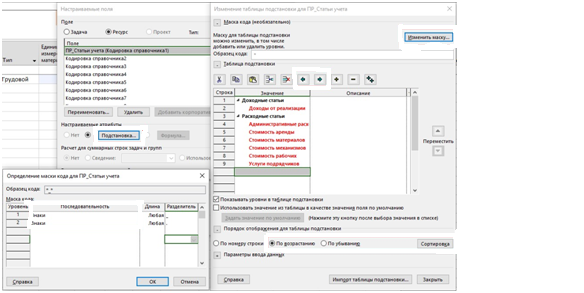 Настраиваемые поля
Поле
Задача
Ресурс
Проект
Тип
Поле
ПР_Статьи учета (Кодировка справочника1)
Кодировка справочника2
Кодировка справочника3
Кодировка справочника4
Кодировка справочника5
Кодировка справочника6
Кодировка справочника7
Переименовать...
Удалить
Добавить корпоратив
Настраиваемые атрибуты
Нет
Подстановка...
Формула...
Расчет для суммарных строк задач и групп
Нет
Сведения
Использов
Тип
Единиц
измере
матери
Трудовой
Определение маски кода для ПР_Статьи учета
Образец кода:
Маска кода:
Уровень
Последовательность
Длина
Разделитель
1
Знаки
Любая
2
Знаки
Любая
Справка
ОК
Отмена
Изменение таблицы подстановки для ПР_Статьи учета
Маска кода (необязательно)
Маску для таблицы подстановки
можно изменить, в том числе
добавить или удалить уровни.
Изменить маску...
Образец кода:
Таблица подстановки
Строка
Значение
Описание
1
Доходные статьи
2
Доходы от реализации
3
Расходные статьи
4
Административные расх
5
Стоимость аренды
6
Стоимость материалов
7
Стоимость механизмов
8
Стоимость рабочих
9
Услуги подрядчиков
Переместить
Показывать уровни в таблице подстановки
Использовать значение из таблицы в качестве значения поля по умолчанию
Задать значение по умолчанию
(Нажмите эту кнопку после выбора значения в списке)
Порядок отображения для таблицы подстановки
По номеру строки
По возрастанию
По убыванию
Сортировка
Параметры ввода данных
Справка
Импорт таблицы подстановки...
Закрыть